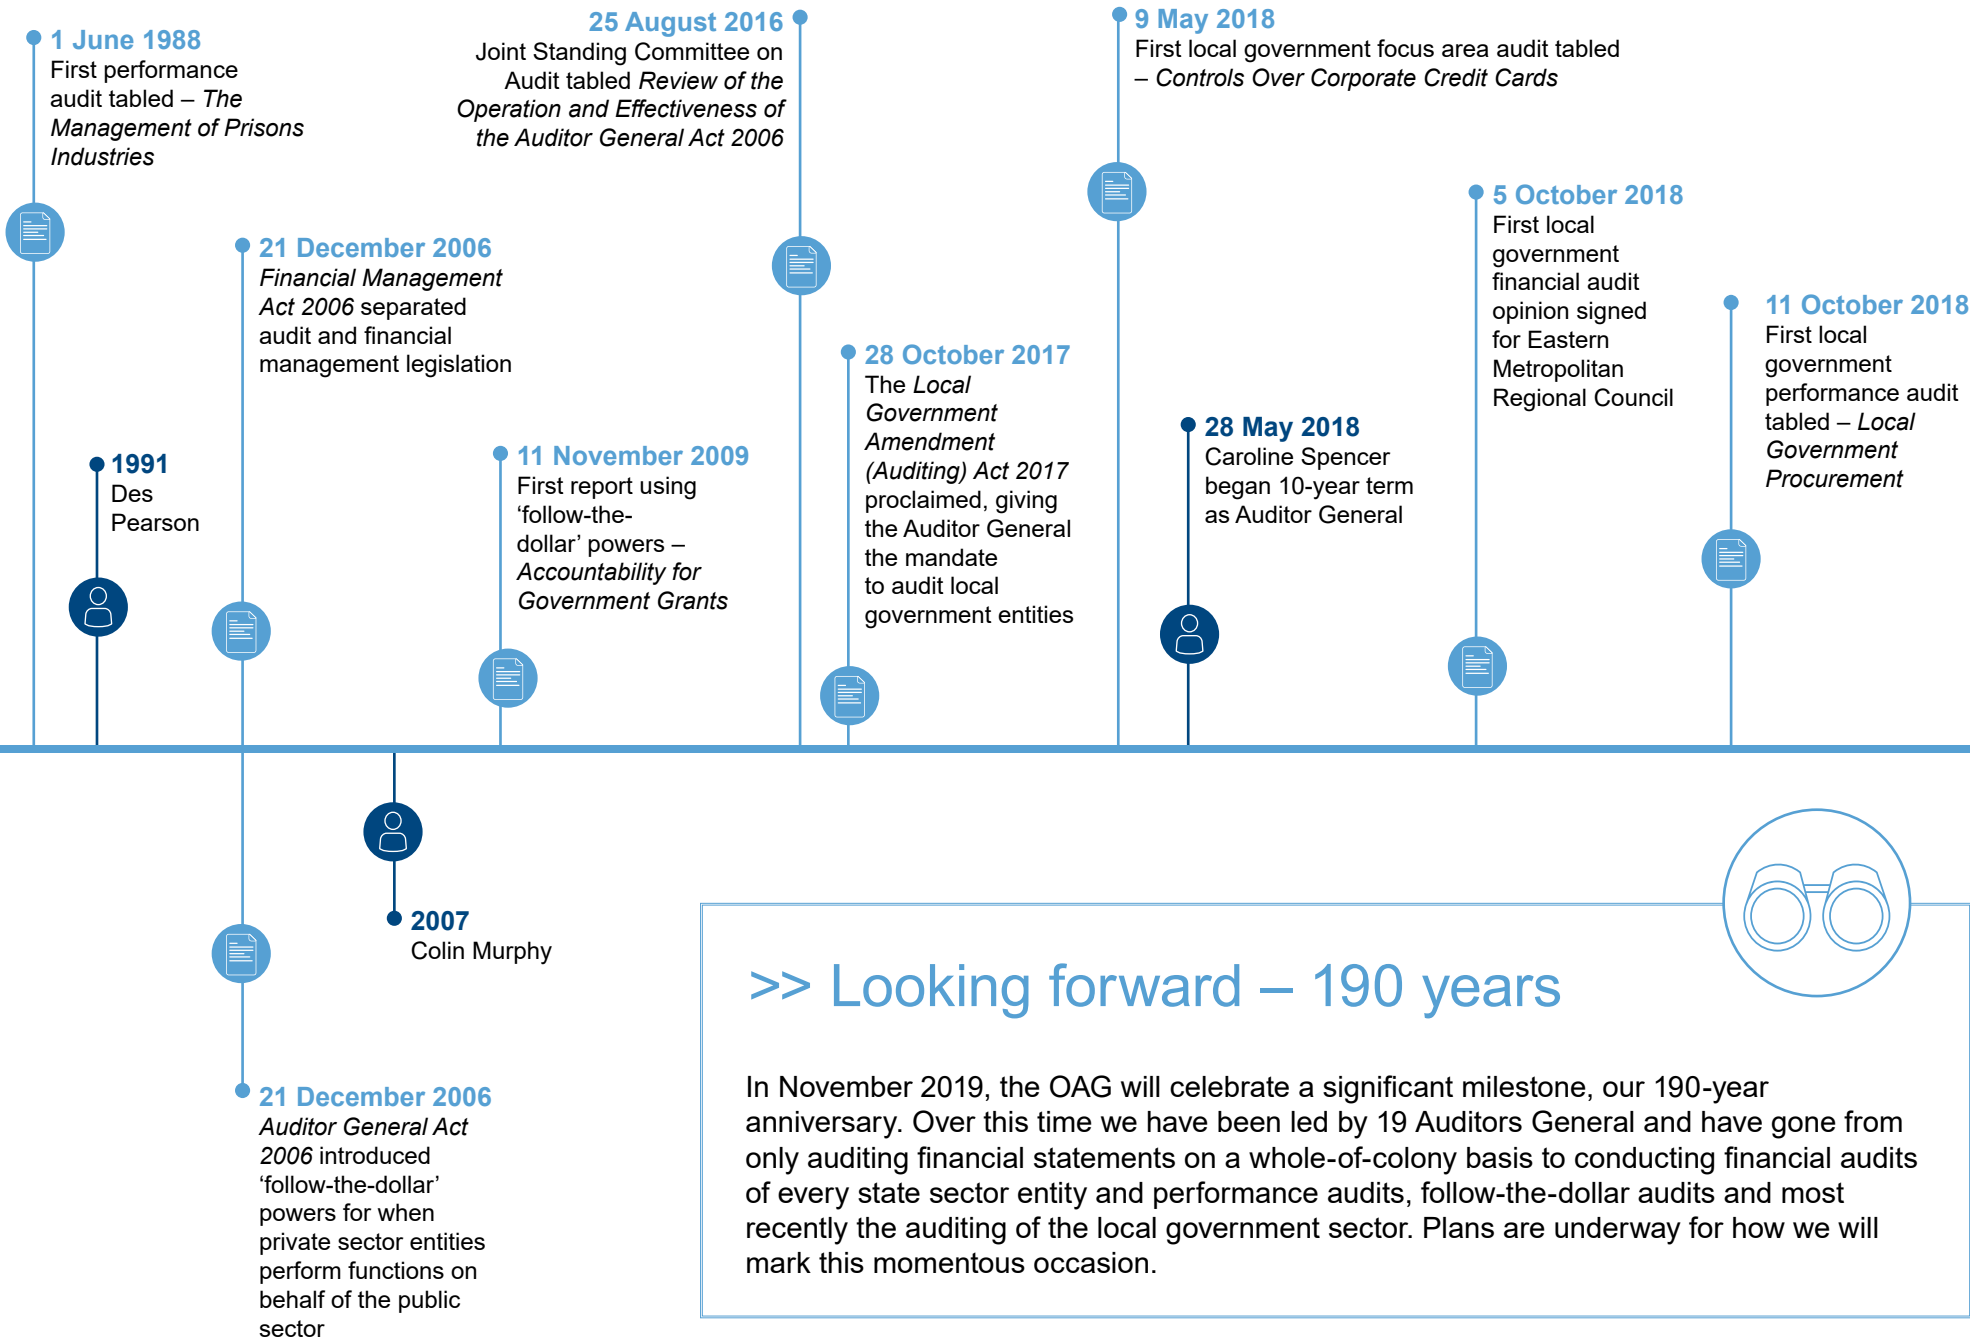 1 June 1988
First performance
audit tabled – The
Management of Prisons
Industries
1991
Des
Pearson
21 December 2006
Financial Management
Act 2006 separated
audit and financial
management legislation
21 December 2006
Auditor General Act
2006 introduced
‘follow-the-dollar’
powers for when
private sector entities
perform functions on
behalf of the public
sector
2007
Colin Murphy
11 November 2009
First report using
‘follow-the-
dollar’ powers –
Accountability for
Government Grants
25 August 2016
Joint Standing Committee on
Audit tabled Review of the
Operation and Effectiveness of
the Auditor General Act 2006
28 October 2017
The Local
Government
Amendment
(Auditing) Act 2017
proclaimed, giving
the Auditor General
the mandate
to audit local
government entities
9 May 2018
First local government focus area audit tabled
– Controls Over Corporate Credit Cards
28 May 2018
Caroline Spencer
began 10-year term
as Auditor General
5 October 2018
First local
government
financial audit
opinion signed
for Eastern
Metropolitan
Regional Council
11 October 2018
First local
government
performance audit
tabled – Local
Government
Procurement
>> Looking forward – 190 years
In November 2019, the OAG will celebrate a significant milestone, our 190-year
anniversary. Over this time we have been led by 19 Auditors General and have gone from
only auditing financial statements on a whole-of-colony basis to conducting financial audits
of every state sector entity and performance audits, follow-the-dollar audits and most
recently the auditing of the local government sector. Plans are underway for how we will
mark this momentous occasion.